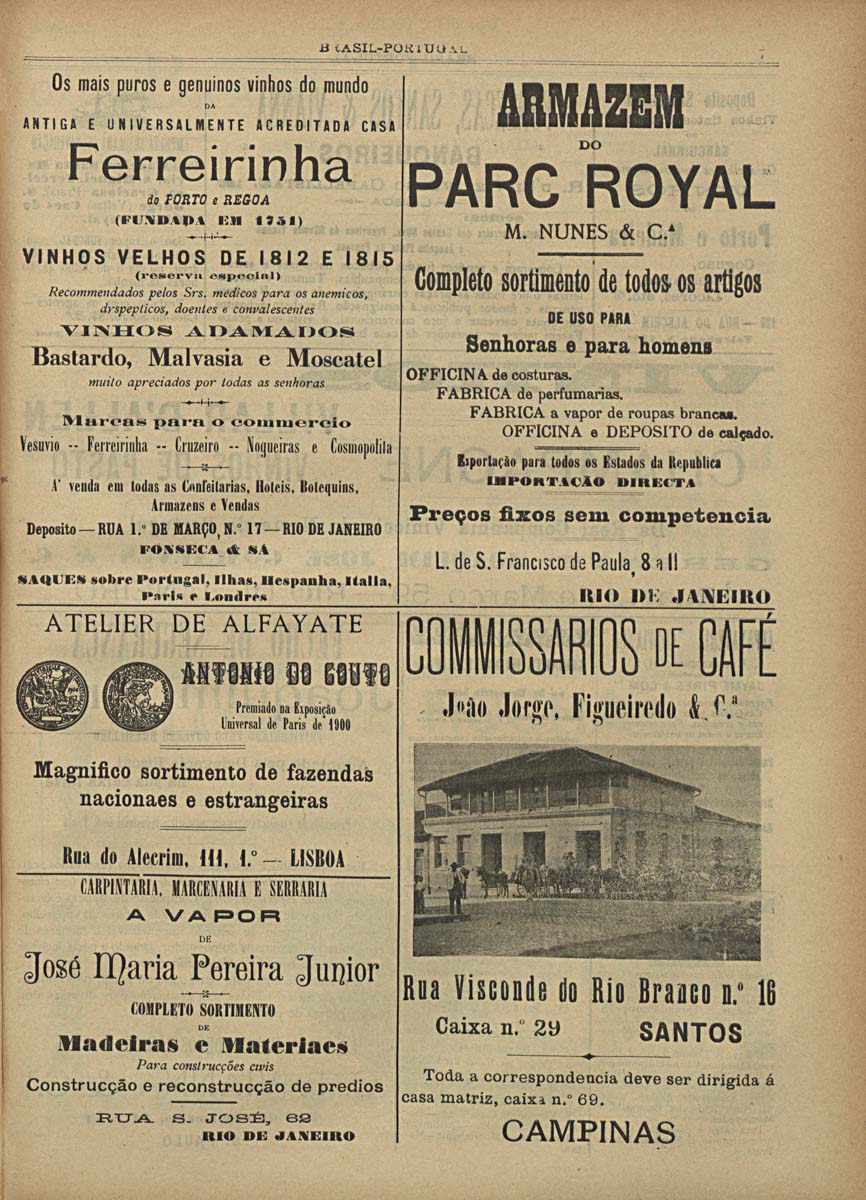 BRASIL-PORTUGAL
Os mais puros e genuinos vinhos do mundo
DA
ANTIGA E UNIVERSALMENTE ACREDITADA CASA
Ferreirinha
do PORTO e REGOA
(FUNDADA EM 1751)
VINHOS VELHOS DE 1812 E 1815
(reserva especial)
Recommendados pelos Srs. medicos para os anemicos,
dyspepticos, doentes e convalescentes
VINHOS ADAMADOS
Bastardo, Malvasia e Moscatel
muito apreciados por todas as senhoras
Marcas para o commercio
Vesuvio -- Ferreirinha -- Cruzeiro -- Nogueiras e Cosmopolita
A' venda em todas as Confeitarias, Hoteis, Botequins,
Armazens e Vendas
Deposito — RUA 1.º DE MARÇO, N.º 17 — RIO DE JANEIRO
FONSECA & SÁ
SAQUES sobre Portugal, Ilhas, Hespanha, Italia,
Paris e Londres
ARMAZEM
DO
PARC ROYAL
M. NUNES & C.ª
Completo sortimento de todos os artigos
DE USO PARA
Senhoras e para homens
OFFICINA de costuras.
FABRICA de perfumarias.
FABRICA a vapor de roupas brancas.
OFFICINA e DEPOSITO de calçado.
Exportação para todos os Estados da Republica
IMPORTAÇÃO DIRECTA
Preços fixos sem competencia
L. de S. Francisco de Paula, 8 a 11
RIO DE JANEIRO
ATELIER DE ALFAYATE
ANTONIO DO COUTO
Premiado na Exposição
Universal de Paris de 1900
Magnifico sortimento de fazendas
nacionaes e estrangeiras
Rua do Alecrim, 111, 1.º — LISBOA
CARPINTARIA, MARCENARIA E SERRARIA
A VAPOR
DE
José Maria Pereira Junior
COMPLETO SORTIMENTO
DE
Madeiras e Materiaes
Para construcções civis
Construcção e reconstrucção de predios
RUA S. JOSÉ, 62
RIO DE JANEIRO
COMMISSARIOS DE CAFÉ
João Jorge, Figueiredo & C.ª
Rua Visconde do Rio Branco n.º 16
Caixa n.º 29 SANTOS
Toda a correspondencia deve ser dirigida á
casa matriz, caixa n.º 69.
CAMPINAS